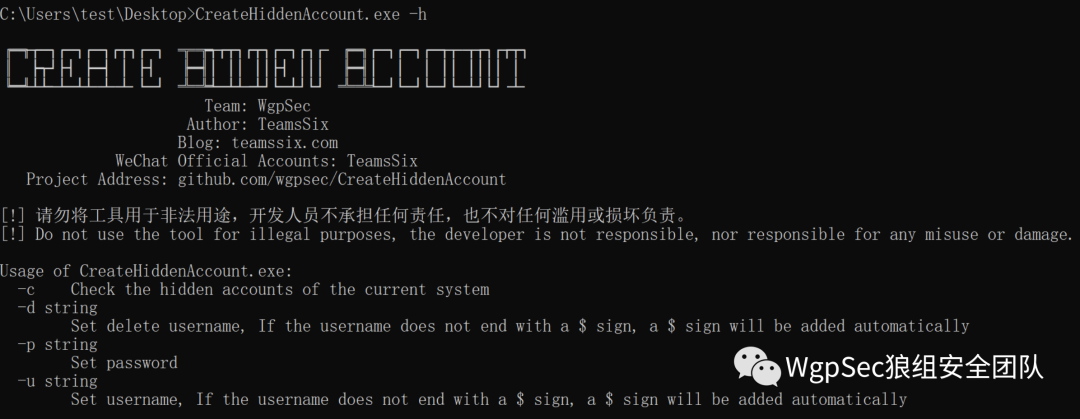 C:\Users\test\Desktop>CreateHiddenAccount.exe -h
CREATE HIDDEN ACCOUNT
Team: WgpSec
Author: TeamsSix
Blog: teamssix.com
WeChat Official Accounts: TeamsSix
Project Address: github.com/wgpsec/CreateHiddenAccount
[!] 请勿将工具用于非法用途，开发人员不承担任何责任，也不对任何滥用或损坏负责。
[!] Do not use the tool for illegal purposes, the developer is not responsible, nor responsible for any misuse or damage.
Usage of CreateHiddenAccount.exe:
-c    Check the hidden accounts of the current system
-d string
Set delete username, If the username does not end with a $ sign, a $ sign will be added automatically
-p string
Set password
-u string
Set username, If the username does not end with a $ sign, a $ sign will be added automatically
WgpSec狼组安全团队